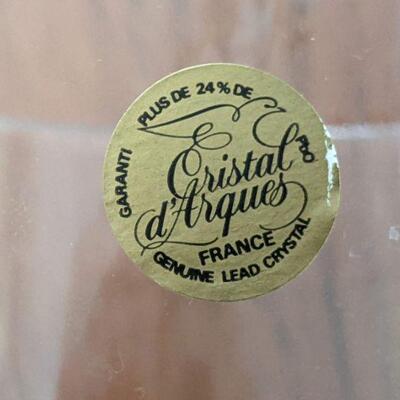 GARANTI PLUS DE 24 % DE PbO
Cristal
d'Arques
FRANCE
GENUINE LEAD CRYSTAL